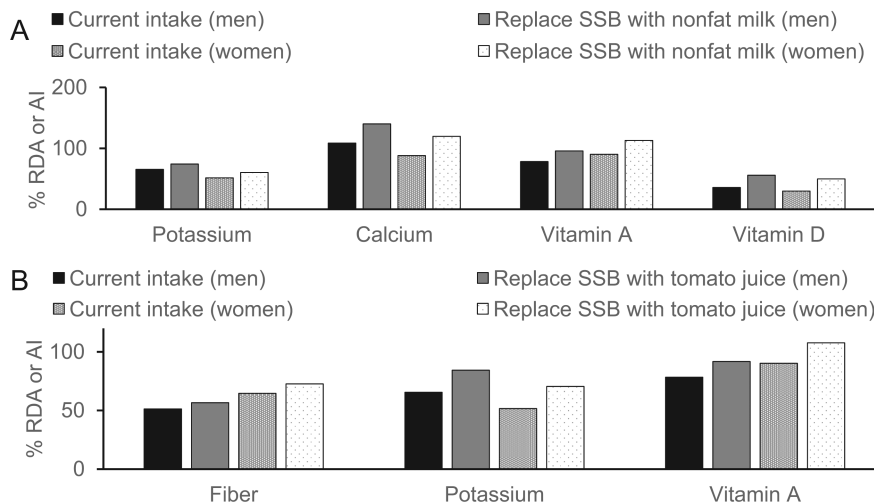 A
Current intake (men) Replace SSB with nonfat milk (men)
Current intake (women) Replace SSB with nonfat milk (women)
% RDA or AI
200
100
0
Potassium Calcium Vitamin A Vitamin D
B
Current intake (men) Replace SSB with tomato juice (men)
Current intake (women) Replace SSB with tomato juice (women)
% RDA or AI
100
50
0
Fiber Potassium Vitamin A